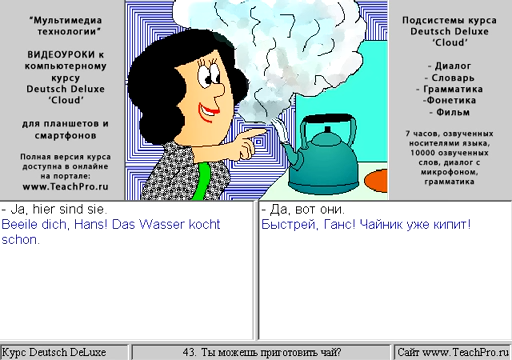 "Мультимедиа
технологии"
ВИДЕОУРОКИ к
компьютерному
курсу
Deutsch Deluxe
'Cloud'
для планшетов и
смартфонов
Полная версия курса
доступна в онлайне
на портале:
www.TeachPro.ru
Подсистемы курса
Deutsch Deluxe
'Cloud'
- Диалог
- Словарь
- Грамматика
-Фонетика
- Фильм
7 часов, озвученных
носителями языка,
10000 озвученных
слов, диалог с
микрофоном,
грамматика
- Ja, hier sind sie.
Beeile dich, Hans! Das Wasser kocht
schon.
- Да, вот они.
Быстрей, Ганс! Чайник уже кипит!
Курс Deutsch DeLuxe
43. Ты можешь приготовить чай?
Сайт www.TeachPro.ru